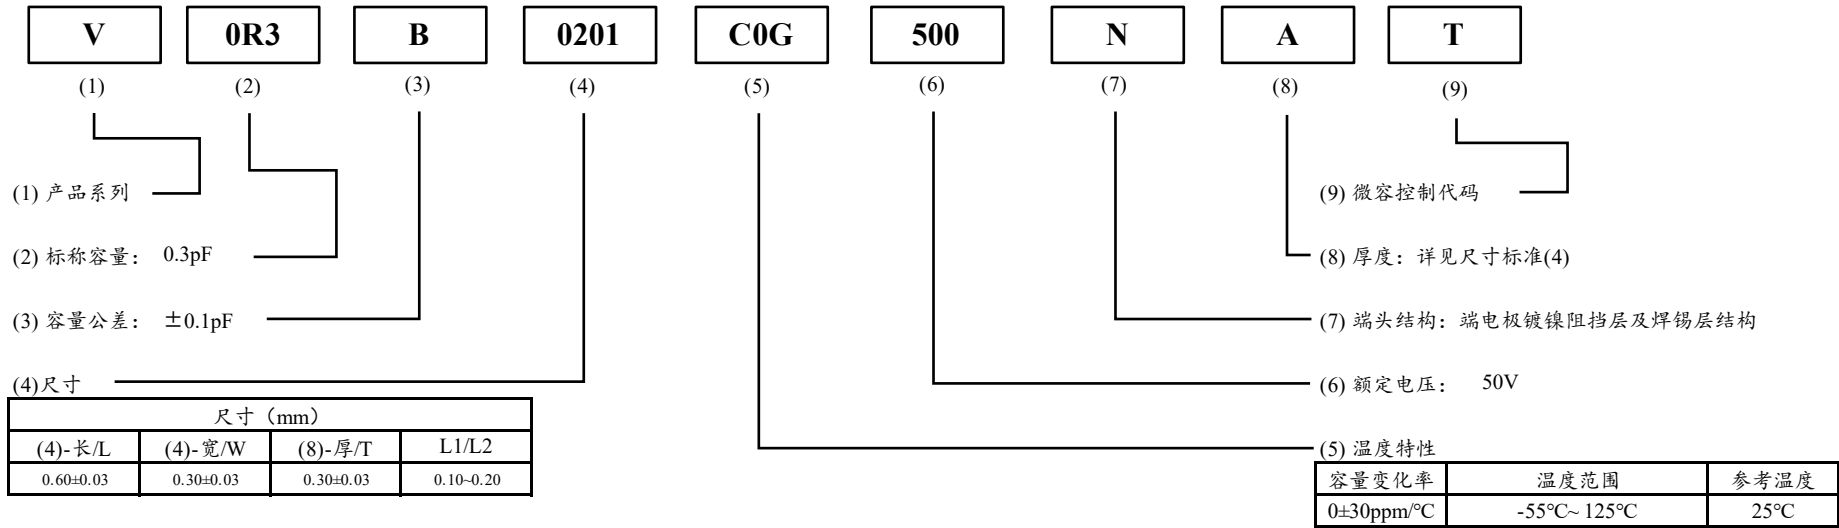 V 0R3 B 0201 C0G 500 N A T
(1) (2) (3) (4) (5) (6) (7) (8) (9)
(1) 产品系列
(2) 标称容量： 0.3pF
(3) 容量公差： ±0.1pF
(4)尺寸
尺寸（mm）
(4)-长/L (4)-宽/W (8)-厚/T L1/L2
0.60±0.03 0.30±0.03 0.30±0.03 0.10~0.20
(9) 微容控制代码
(8) 厚度：详见尺寸标准(4)
(7) 端头结构：端电极镀镍阻挡层及焊锡层结构
(6) 额定电压： 50V
(5) 温度特性
容量变化率 温度范围 参考温度
0±30ppm/℃ -55℃~ 125℃ 25℃